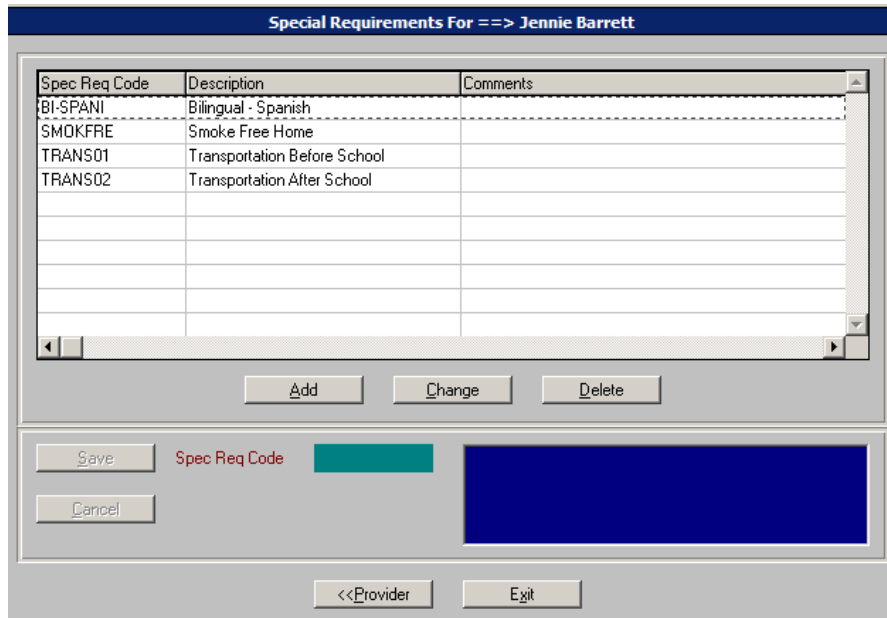 Special Requirements For ==> Jennie Barrett
Spec Req Code Description Comments
BI-SPANI Bilingual - Spanish
SMOKFRE Smoke Free Home
TRANS01 Transportation Before School
TRANS02 Transportation After School
Add Change Delete
Save Spec Req Code
Cancel
<<Provider Exit